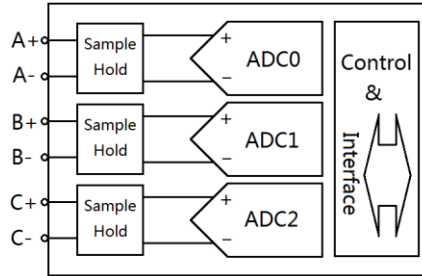 A+
A-
Sample
Hold
+
−
ADC0
B+
B-
Sample
Hold
+
−
ADC1
C+
C-
Sample
Hold
+
−
ADC2
Control
&
Interface